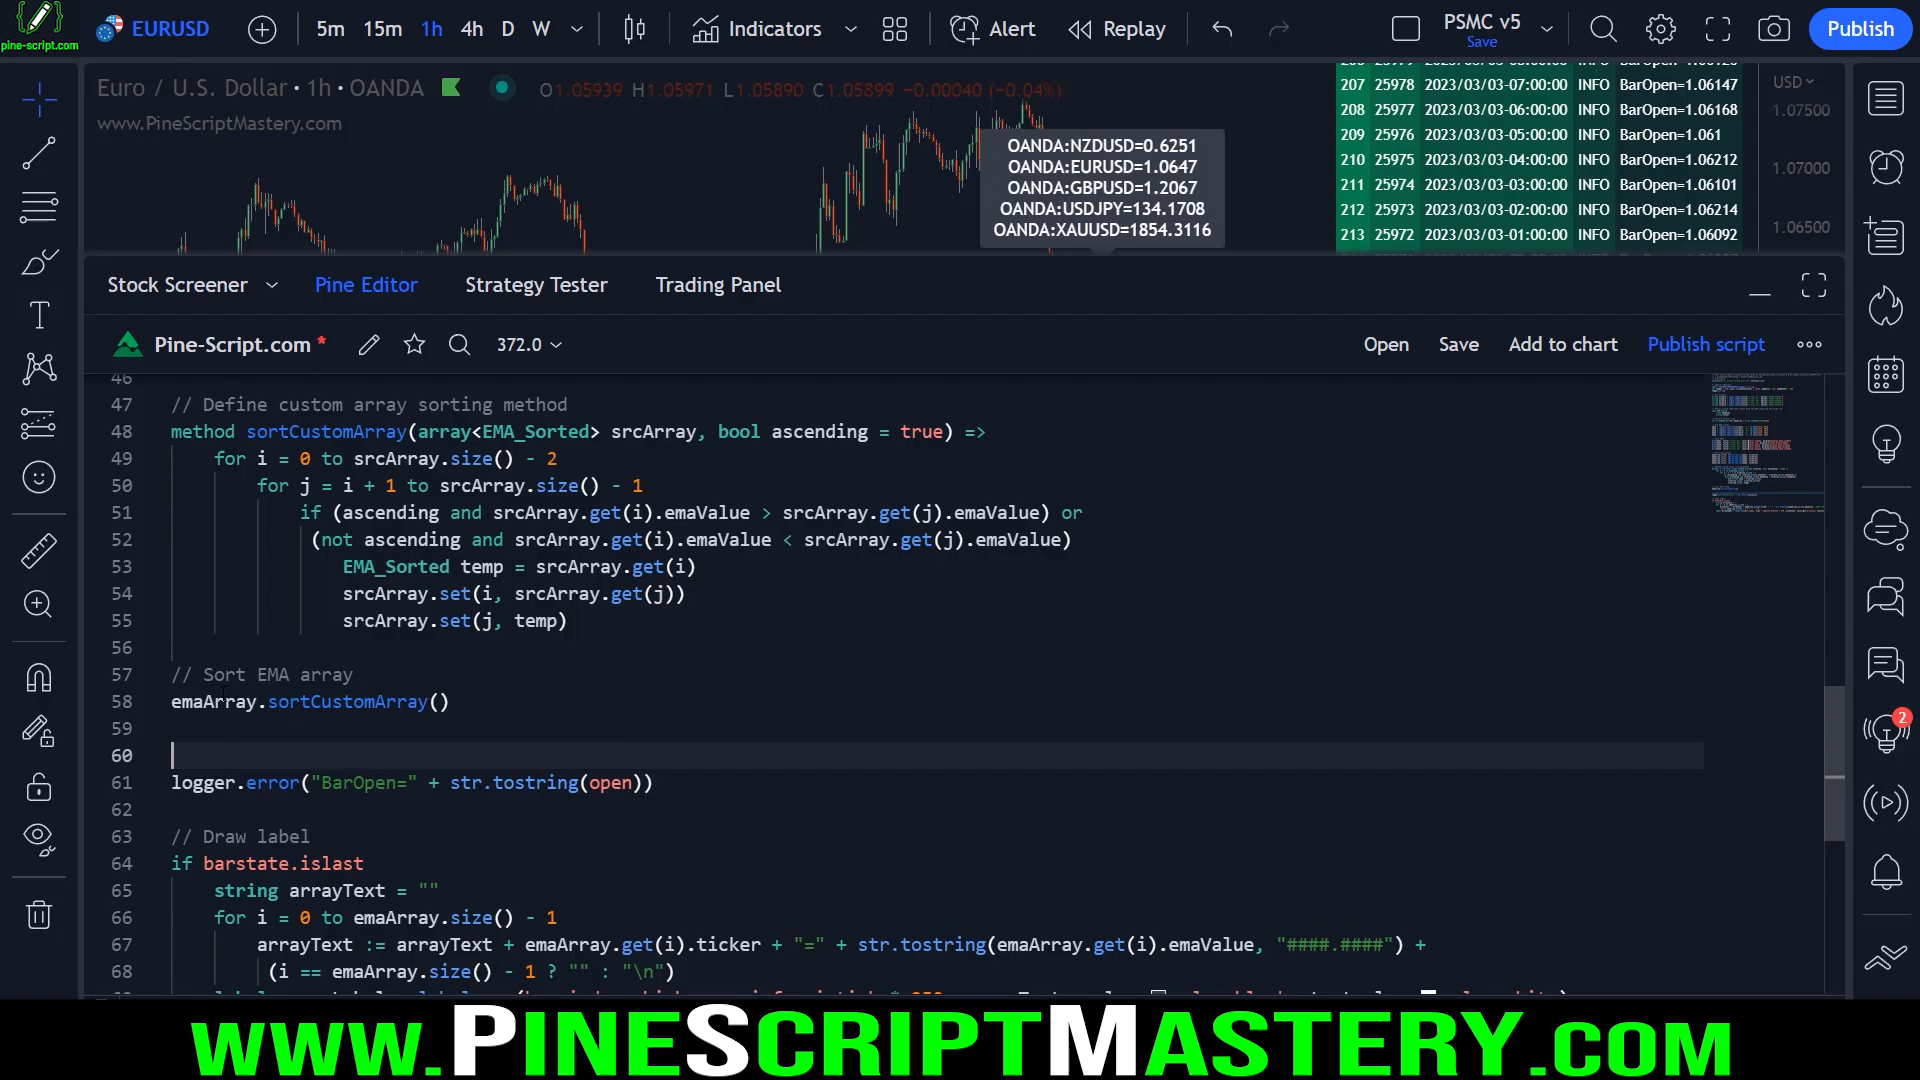 pine-script.com
EURUSD 5m 15m 1h 4h D W Indicators Alert Replay PSMC v5 Save Publish
Euro / U.S. Dollar • 1h • OANDA O1.05939 H1.05971 L1.05890 C1.05899 −0.00040 (−0.04%)
www.PineScriptMastery.com
OANDA:NZDUSD=0.6251
OANDA:EURUSD=1.0647
OANDA:GBPUSD=1.2067
OANDA:USDJPY=134.1708
OANDA:XAUUSD=1854.3116
207 25978 2023/03/03-07:00:00 INFO BarOpen=1.06147
208 25977 2023/03/03-06:00:00 INFO BarOpen=1.06168
209 25976 2023/03/03-05:00:00 INFO BarOpen=1.061
210 25975 2023/03/03-04:00:00 INFO BarOpen=1.06212
211 25974 2023/03/03-03:00:00 INFO BarOpen=1.06101
212 25973 2023/03/03-02:00:00 INFO BarOpen=1.06214
213 25972 2023/03/03-01:00:00 INFO BarOpen=1.06092
USD
1.07500
1.07000
1.06500
Stock Screener Pine Editor Strategy Tester Trading Panel
Pine-Script.com * 372.0 Open Save Add to chart Publish script
46
47 // Define custom array sorting method
48 method sortCustomArray(array<EMA_Sorted> srcArray, bool ascending = true) =>
49 for i = 0 to srcArray.size() - 2
50 for j = i + 1 to srcArray.size() - 1
51 if (ascending and srcArray.get(i).emaValue > srcArray.get(j).emaValue) or
52 (not ascending and srcArray.get(i).emaValue < srcArray.get(j).emaValue)
53 EMA_Sorted temp = srcArray.get(i)
54 srcArray.set(i, srcArray.get(j))
55 srcArray.set(j, temp)
56
57 // Sort EMA array
58 emaArray.sortCustomArray()
59
60
61 logger.error("BarOpen=" + str.tostring(open))
62
63 // Draw label
64 if barstate.islast
65 string arrayText = ""
66 for i = 0 to emaArray.size() - 1
67 arrayText := arrayText + emaArray.get(i).ticker + "=" + str.tostring(emaArray.get(i).emaValue, "####.####") +
68 (i == emaArray.size() - 1 ? "" : "\n")
2
www.PineScriptMastery.com